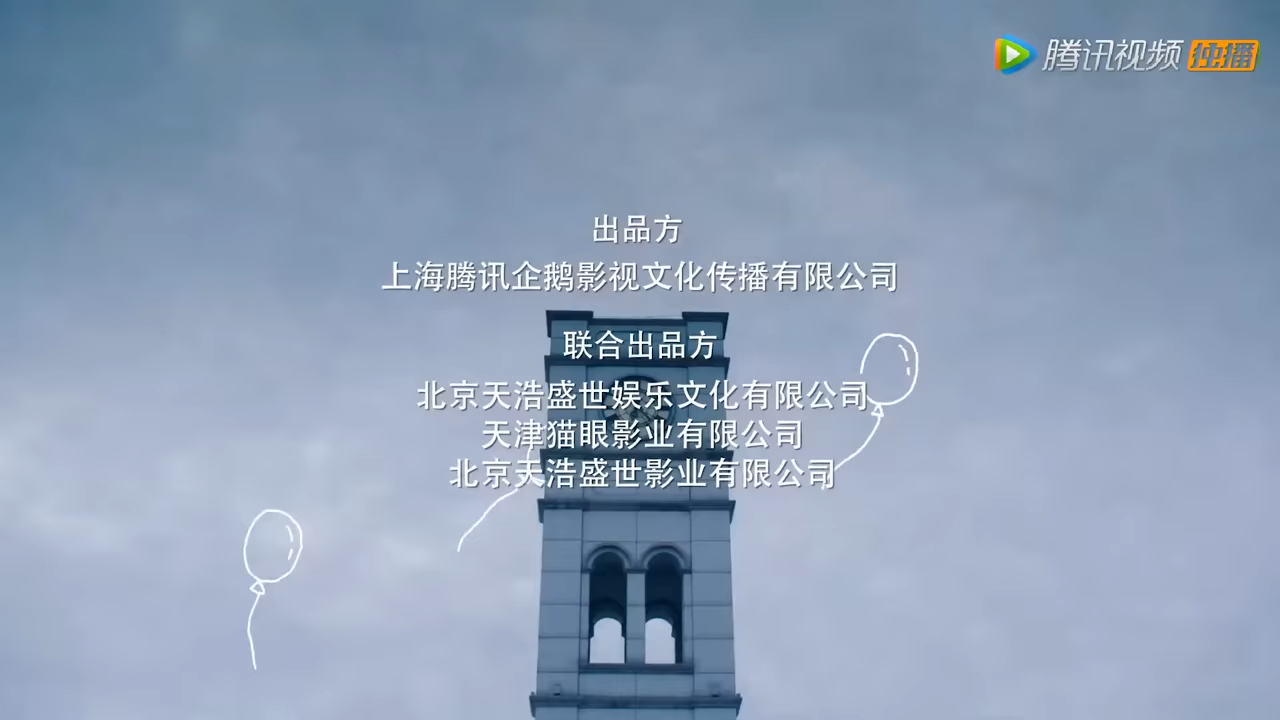 腾讯视频 独播
出品方
上海腾讯企鹅影视文化传播有限公司
联合出品方
北京天浩盛世娱乐文化有限公司
天津猫眼影业有限公司
北京天浩盛世影业有限公司